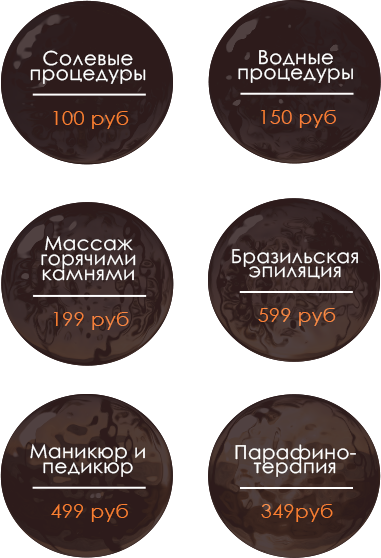 Солевые
процедуры
100 руб
Водные
процедуры
150 руб
Массаж
горячими
камнями
199 руб
Бразильская
эпиляция
599 руб
Маникюр и
педикюр
499 руб
Парафино-
терапия
349руб